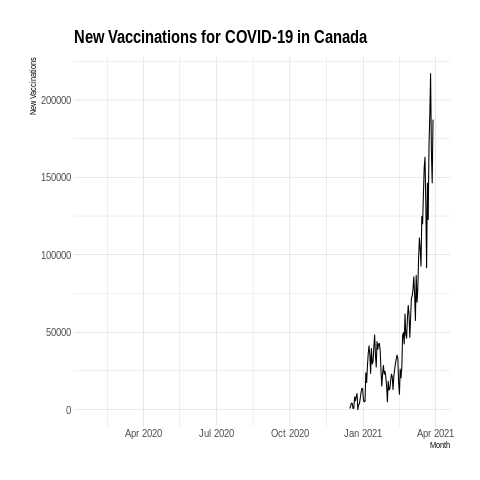 New Vaccinations for COVID-19 in Canada
New Vaccinations
200000
150000
100000
50000
0
Apr 2020 Jul 2020 Oct 2020 Jan 2021 Apr 2021
Month